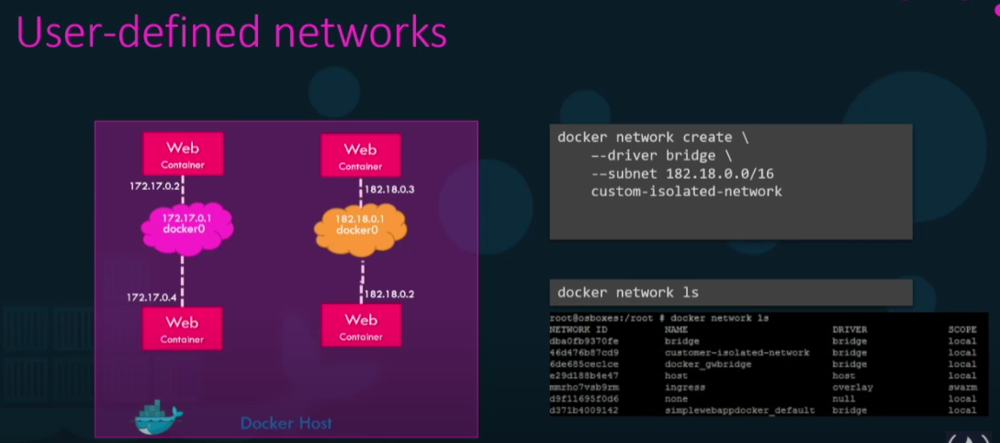 User-defined networks
Web
Container
172.17.0.2
172.17.0.1
docker0
172.17.0.4
Web
Container
Web
Container
182.18.0.3
182.18.0.1
docker0
182.18.0.2
Web
Container
Docker Host
docker network create \
--driver bridge \
--subnet 182.18.0.0/16
custom-isolated-network
docker network ls
root@osboxes:/root # docker network ls
NETWORK ID NAME DRIVER SCOPE
dba0fb9370fe bridge bridge local
46d476b87cd9 customer-isolated-network bridge local
6de685cec1ce docker_gwbridge bridge local
e29d188b4e47 host host local
mmrho7vsb9rm ingress overlay swarm
d9f11695f0d6 none null local
d371b4009142 simplewebappdocker_default bridge local